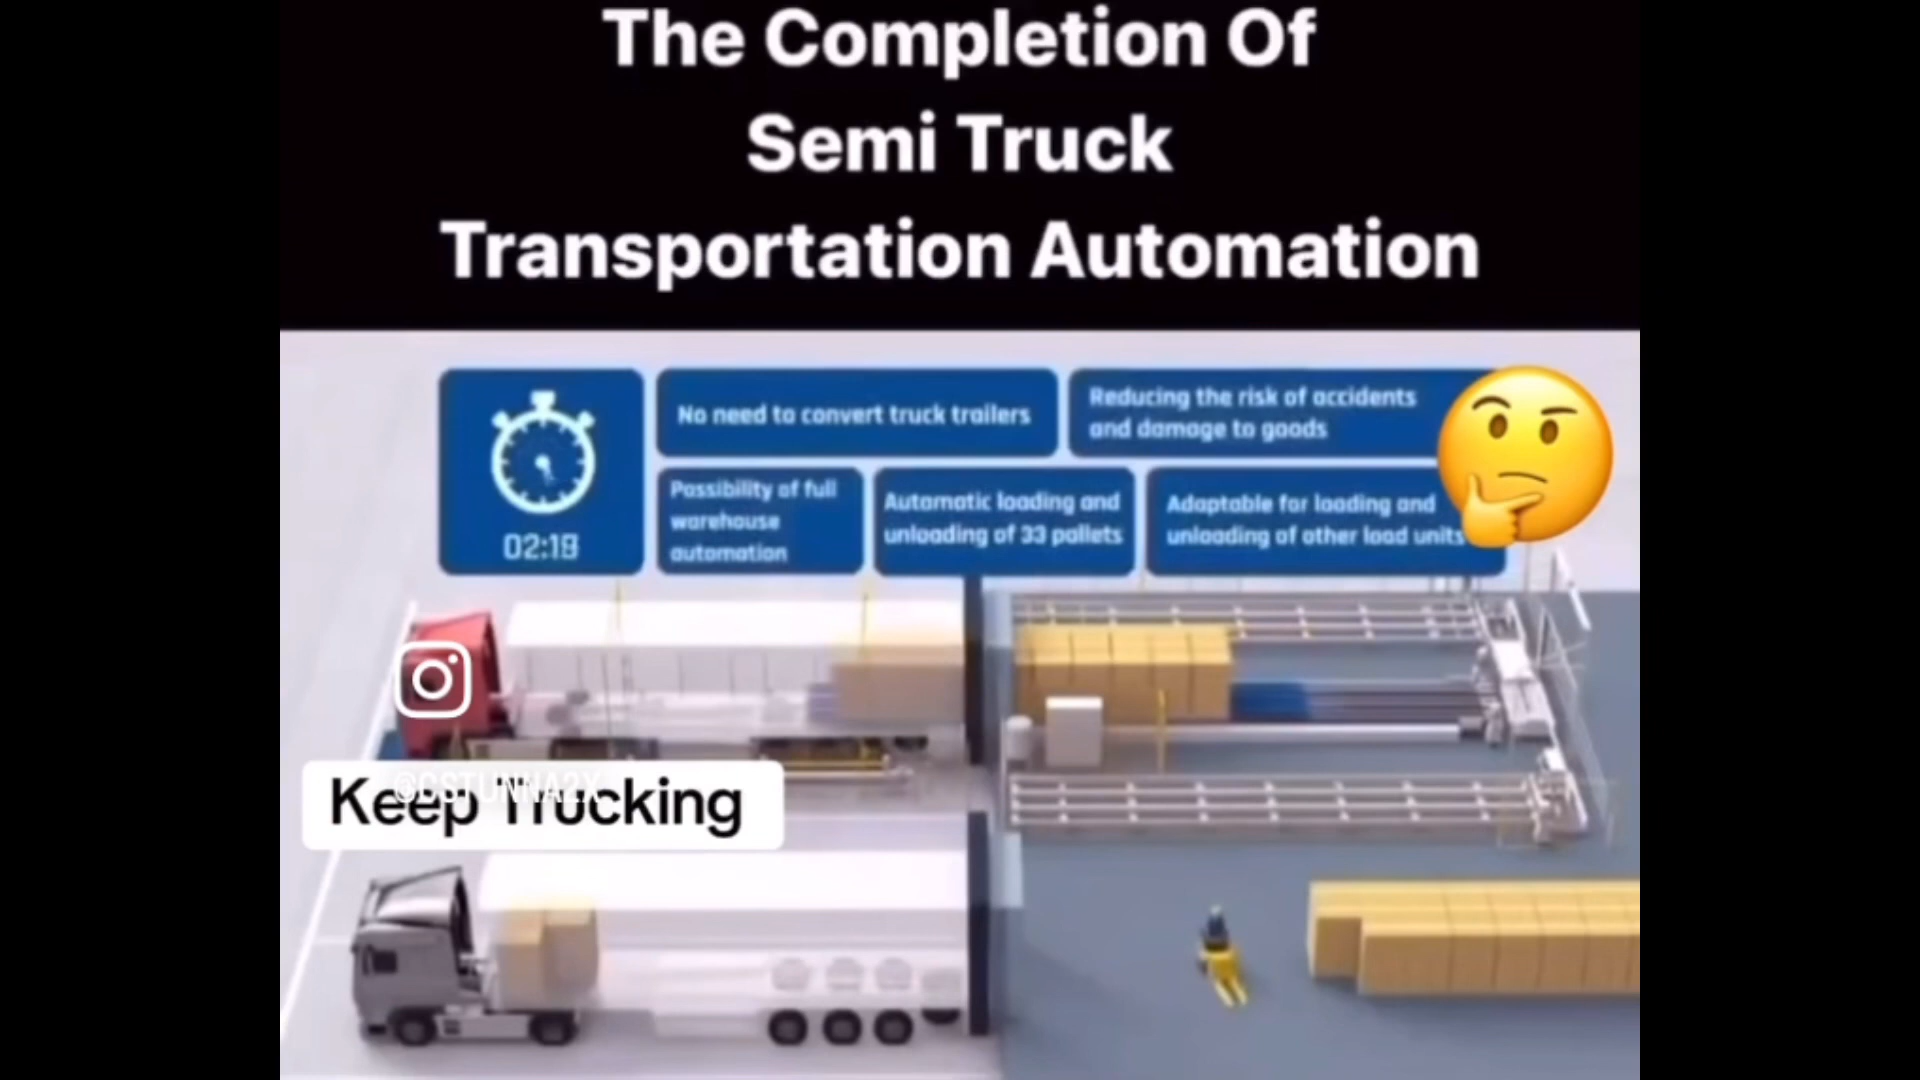 The Completion Of
Semi Truck
Transportation Automation
No need to convert truck trailers
Reducing the risk of accidents
and damage to goods
02:18
Possibility of full
warehouse
automation
Automatic loading and
unloading of 33 pallets
Adaptable for loading and
unloading of other load units
@CSTUNNA2X
Keep Trucking